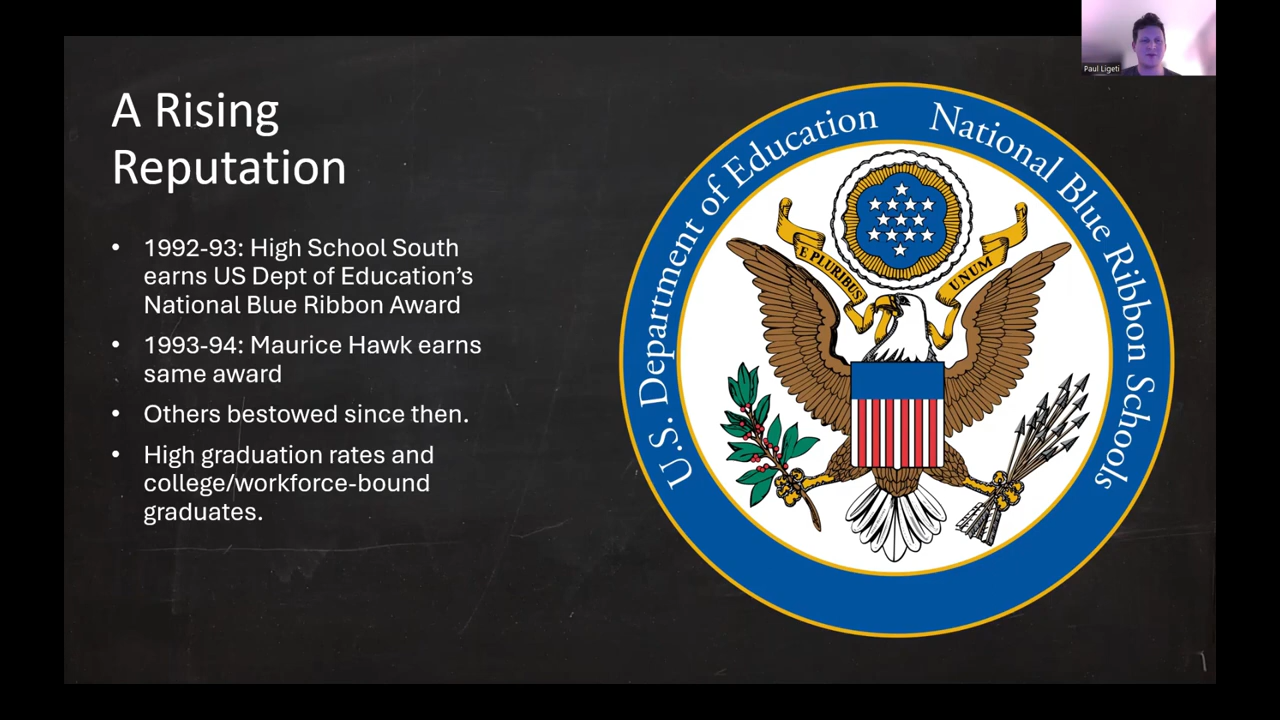 A Rising
Reputation
• 1992-93: High School South
earns US Dept of Education’s
National Blue Ribbon Award
• 1993-94: Maurice Hawk earns
same award
• Others bestowed since then.
• High graduation rates and
college/workforce-bound
graduates.
U.S. Department of Education National Blue Ribbon Schools
E PLURIBUS UNUM
Paul Ligeti